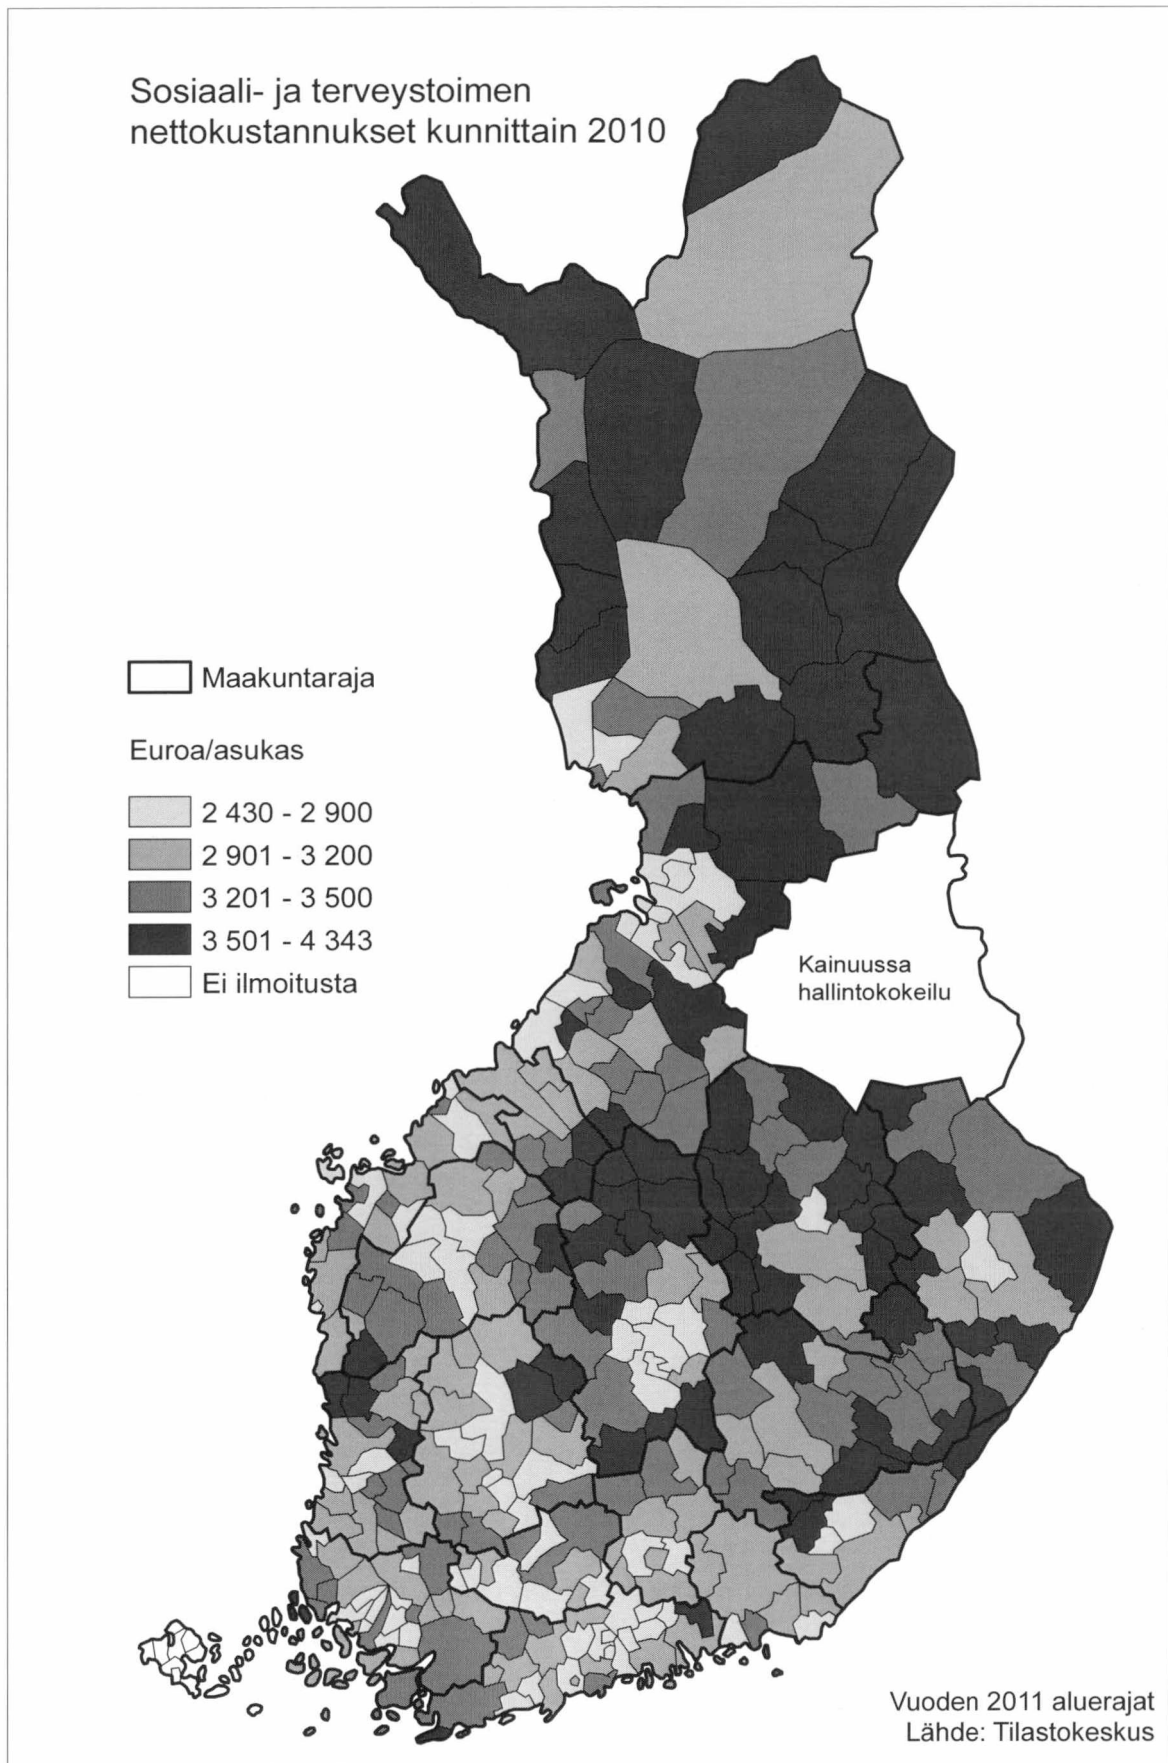 Sosiaali- ja terveystoimen
nettokustannukset kunnittain 2010
Maakuntaraja
Euroa/asukas
2 430 - 2 900
2 901 - 3 200
3 201 - 3 500
3 501 - 4 343
Ei ilmoitusta
Kainuussa
hallintokokeilu
Vuoden 2011 aluerajat
Lähde: Tilastokeskus